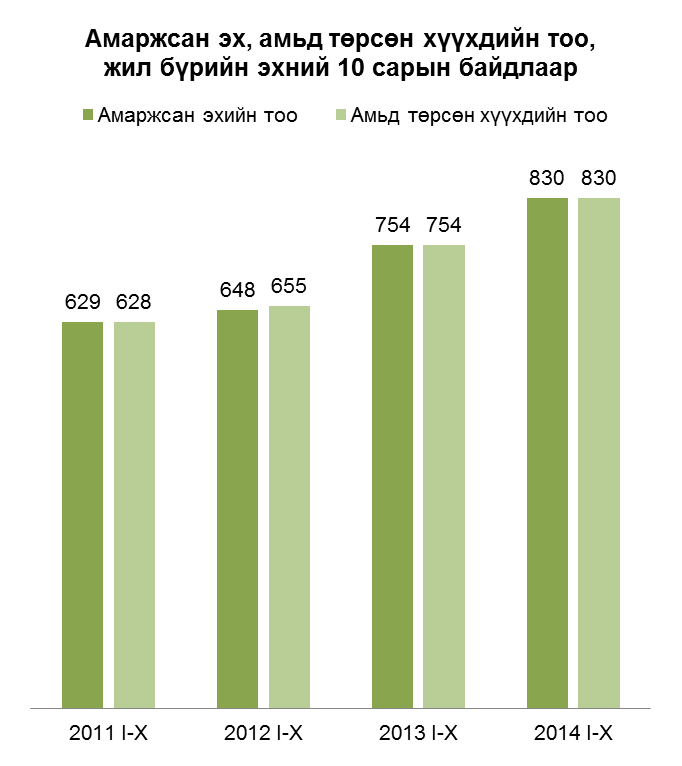 Амаржсан эх, амьд төрсөн хүүхдийн тоо,
жил бүрийн эхний 10 сарын байдлаар
Амаржсан эхийн тоо Амьд төрсөн хүүхдийн тоо
830 830
754 754
648 655
629 628
2011 I-X 2012 I-X 2013 I-X 2014 I-X